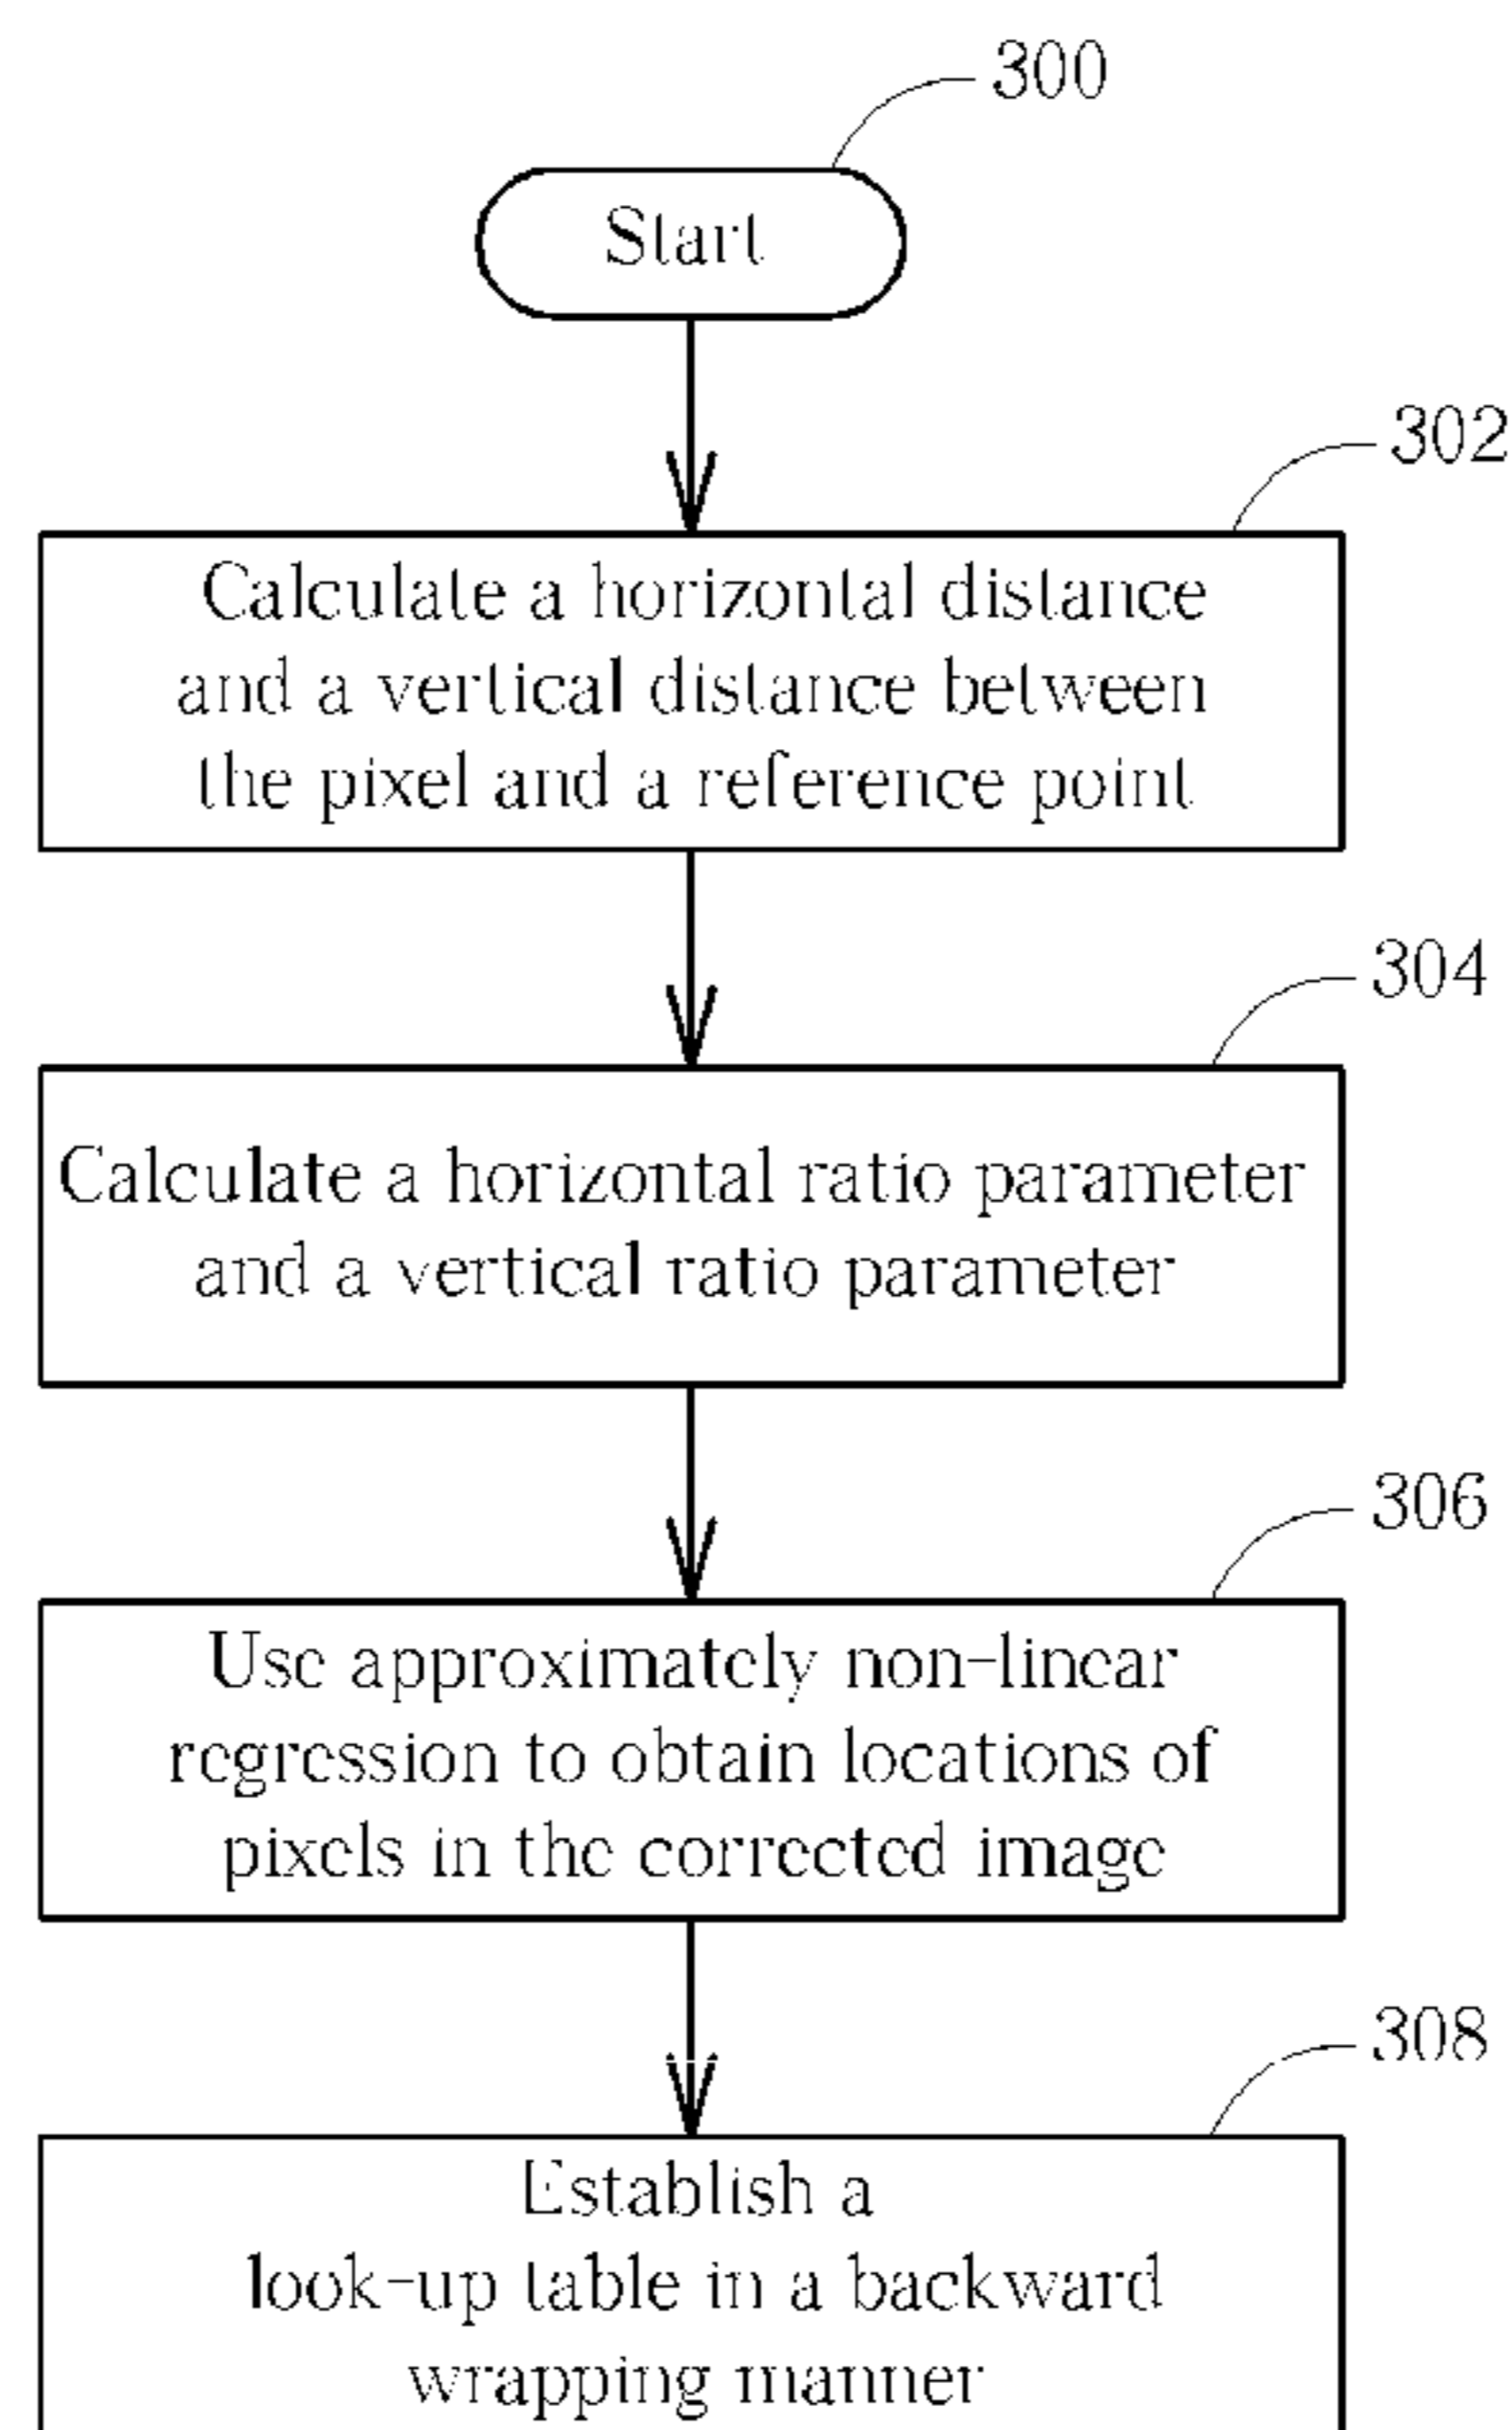 300
Start
302
Calculate a horizontal distance
and a vertical distance between
the pixel and a reference point
304
Calculate a horizontal ratio parameter
and a vertical ratio parameter
306
Use approximately non-linear
regression to obtain locations of
pixels in the corrected image
308
Establish a
look-up table in a backward
wrapping manner